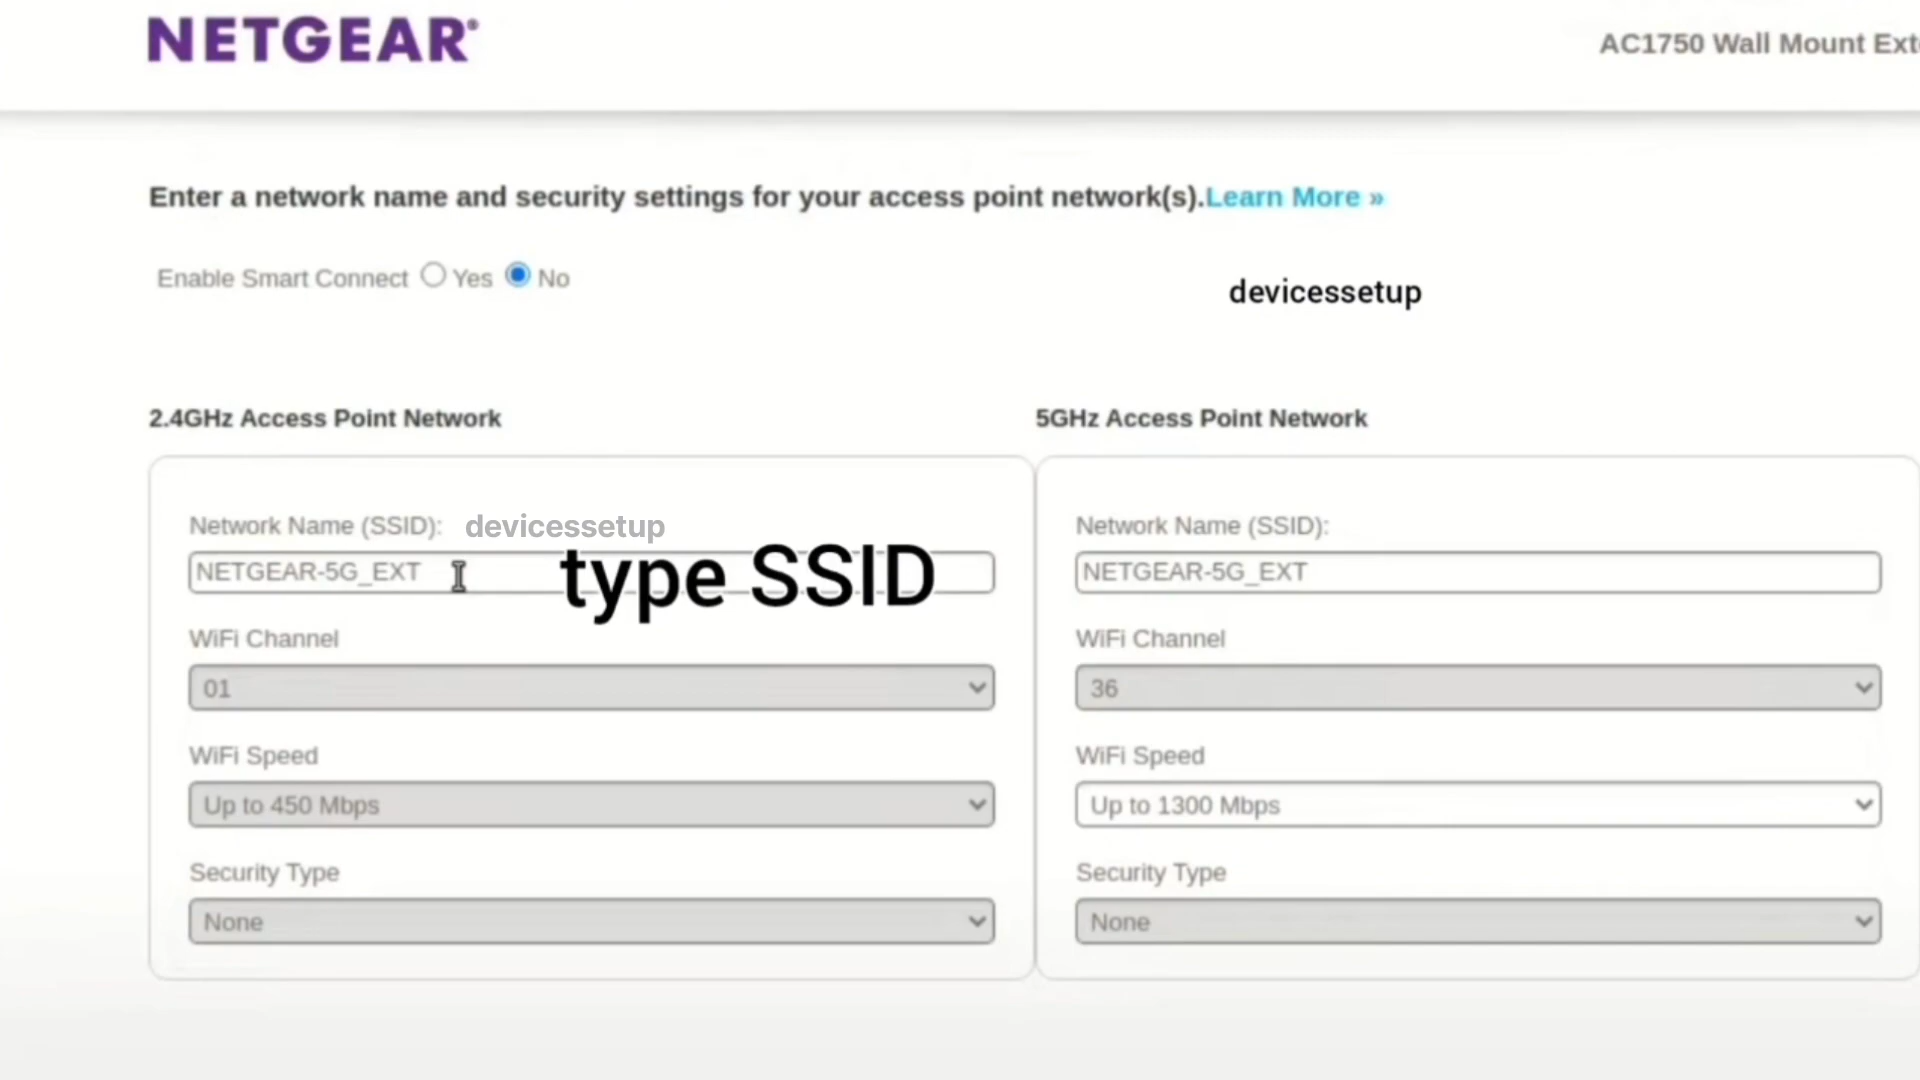 NETGEAR®
AC1750 Wall Mount Ext
Enter a network name and security settings for your access point network(s).Learn More »
Enable Smart Connect Yes No
devicessetup
2.4GHz Access Point Network
Network Name (SSID): devicessetup
NETGEAR-5G_EXT type SSID
WiFi Channel
01
WiFi Speed
Up to 450 Mbps
Security Type
None
5GHz Access Point Network
Network Name (SSID):
NETGEAR-5G_EXT
WiFi Channel
36
WiFi Speed
Up to 1300 Mbps
Security Type
None